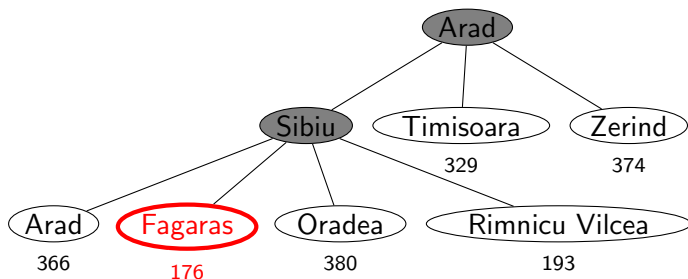 Arad
Sibiu Timisoara Zerind
329 374
Arad Fagaras Oradea Rimnicu Vilcea
366 176 380 193